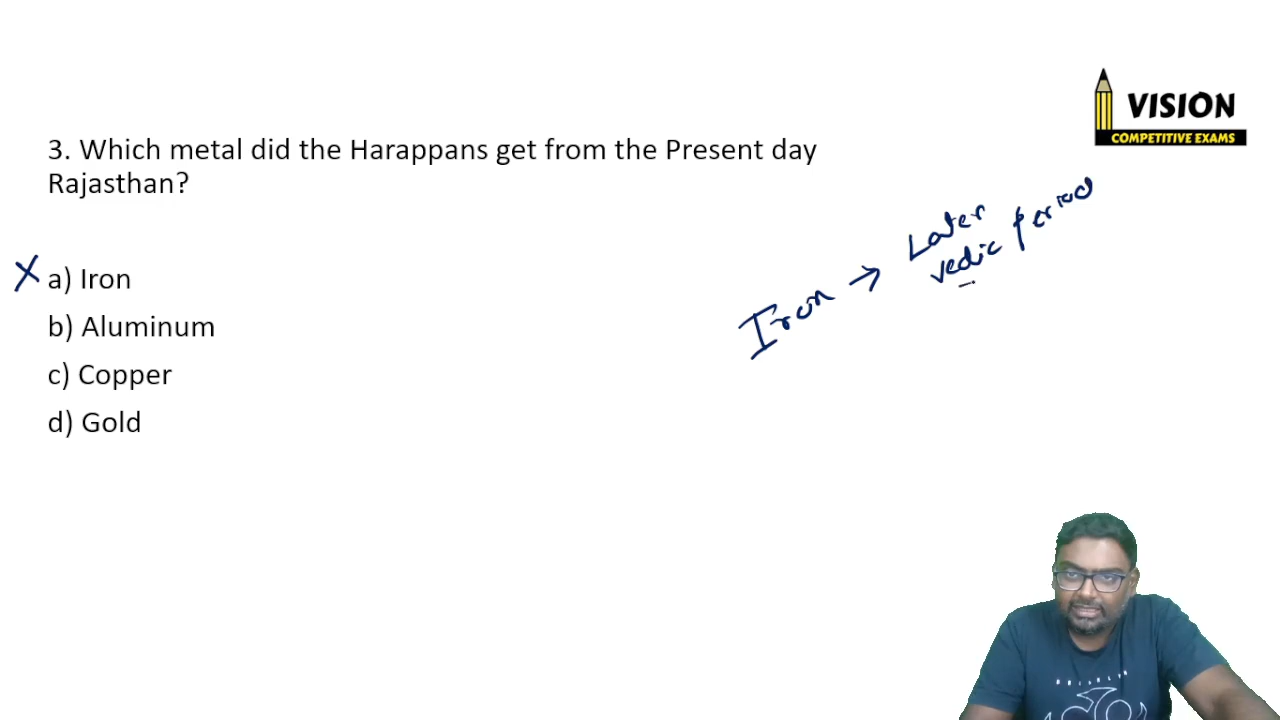 VISION
COMPETITIVE EXAMS
3. Which metal did the Harappans get from the Present day
Rajasthan?
X a) Iron
b) Aluminum
c) Copper
d) Gold
Iron → Later
vedic period
BROOKLYN